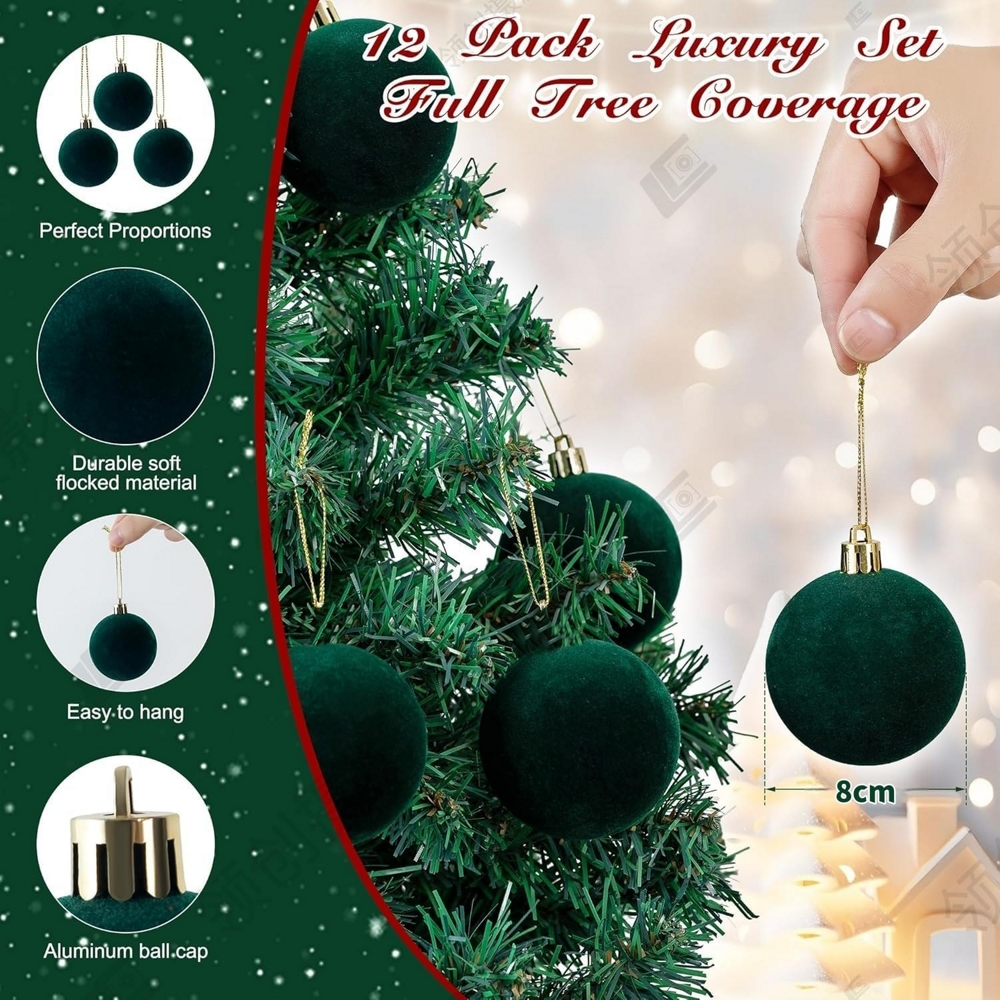 12 Pack Luxury Set
Full Tree Coverage
Perfect Proportions
Durable soft
flocked material
Easy to hang
Aluminum ball cap
8cm